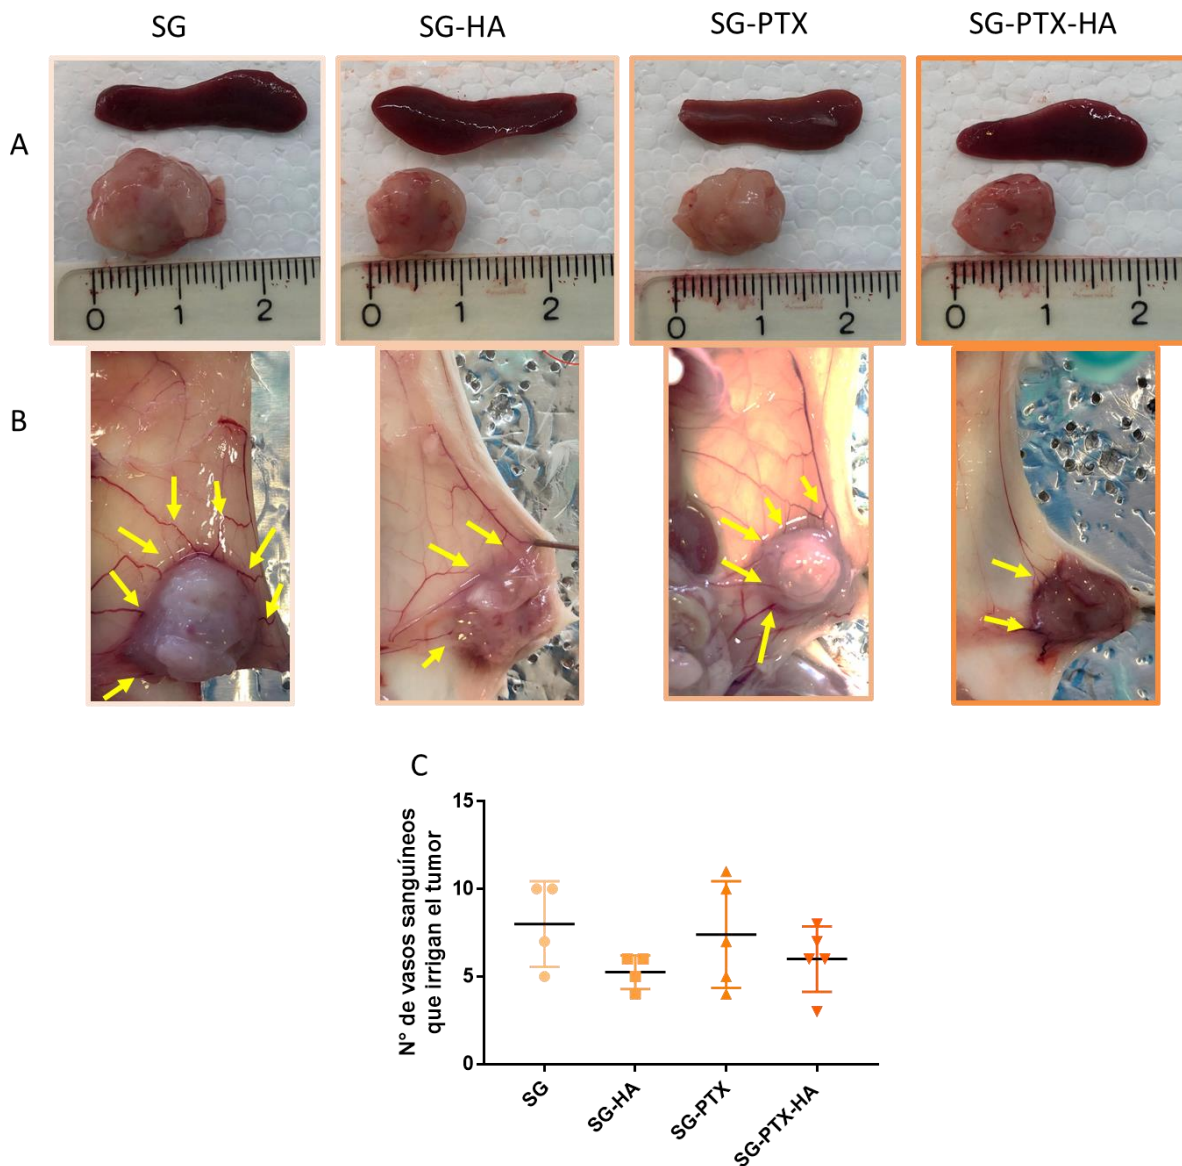 SG SG-HA SG-PTX SG-PTX-HA
A
0 1 2 0 1 2 0 1 2 0 1 2
B
C
N° de vasos sanguíneos
que irrigan el tumor
15
10
5
0
SG SG-HA SG-PTX SG-PTX-HA